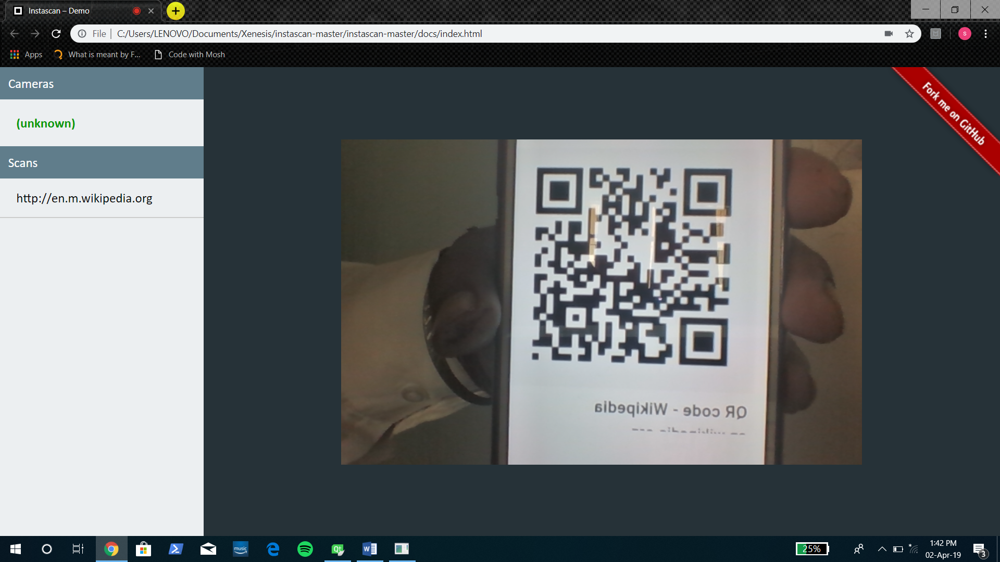 Instascan – Demo
File
C:/Users/LENOVO/Documents/Xenesis/instascan-master/instascan-master/docs/index.html
s
Apps
What is meant by F...
Code with Mosh
Cameras
(unknown)
Scans
http://en.m.wikipedia.org
Fork me on GitHub
QR code - Wikipedia
music
Qt
W
25%
1:42 PM
02-Apr-19
3